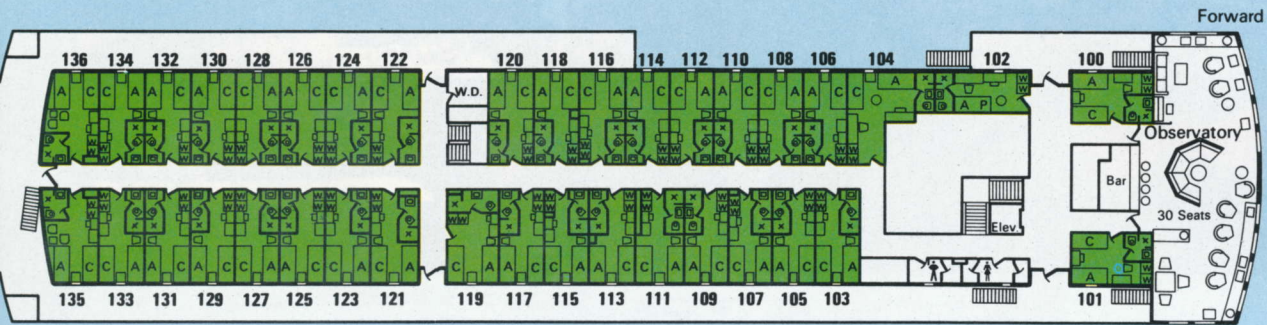 Forward
136 134 132 130 128 126 124 122 120 118 116 114 112 110 108 106 104 102 100
A C C A A C C A A C C A A C C A
W.D.
A C C A A C C A A C C A A C C A
A P
A
C
Observatory
Bar
30 Seats
Elev.
C
A
A C C A A C C A A C C A A C C A
C A A C C A A C C A A C C A A C C A
135 133 131 129 127 125 123 121 119 117 115 113 111 109 107 105 103 101